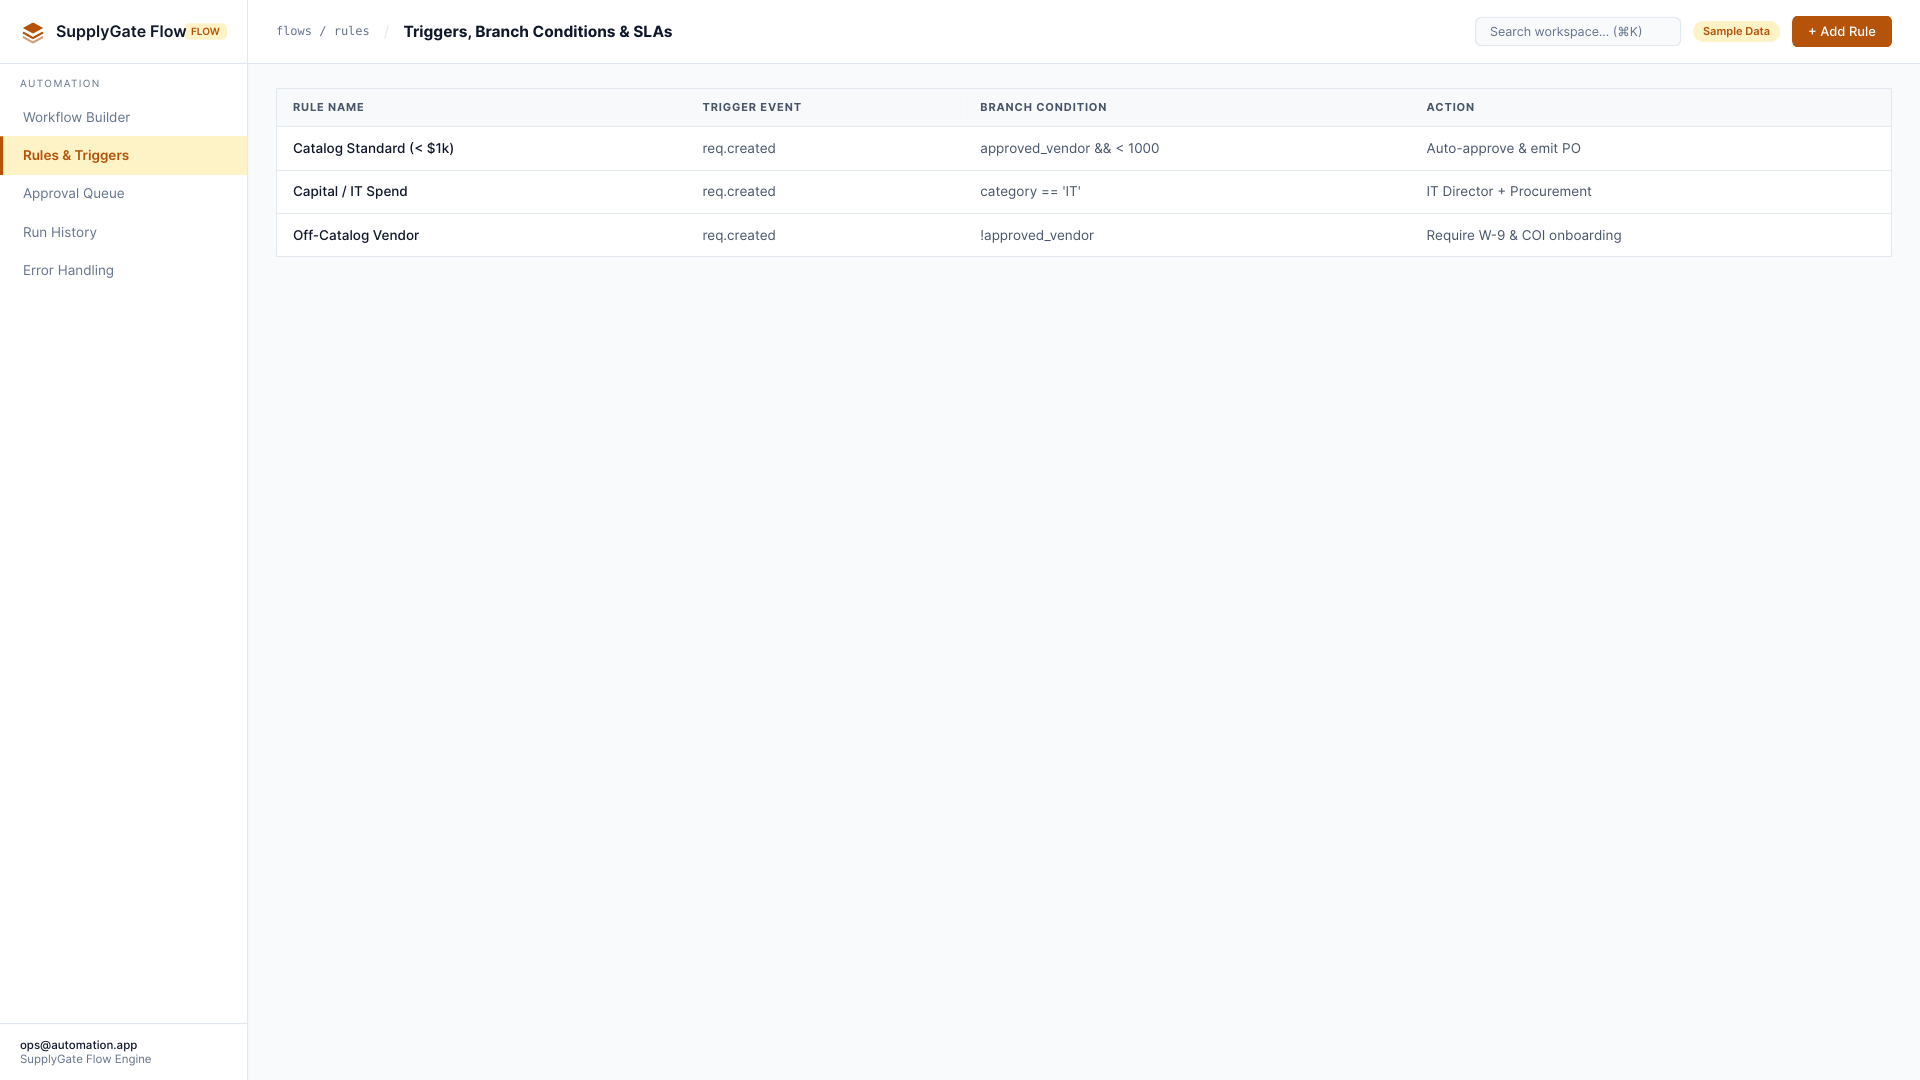 SupplyGate Flow FLOW
flows / rules / Triggers, Branch Conditions & SLAs
Search workspace... (⌘K)
Sample Data
+ Add Rule
AUTOMATION
Workflow Builder
Rules & Triggers
Approval Queue
Run History
Error Handling
RULE NAME TRIGGER EVENT BRANCH CONDITION ACTION
Catalog Standard (< $1k) req.created approved_vendor && < 1000 Auto-approve & emit PO
Capital / IT Spend req.created category == 'IT' IT Director + Procurement
Off-Catalog Vendor req.created !approved_vendor Require W-9 & COI onboarding
ops@automation.app
SupplyGate Flow Engine